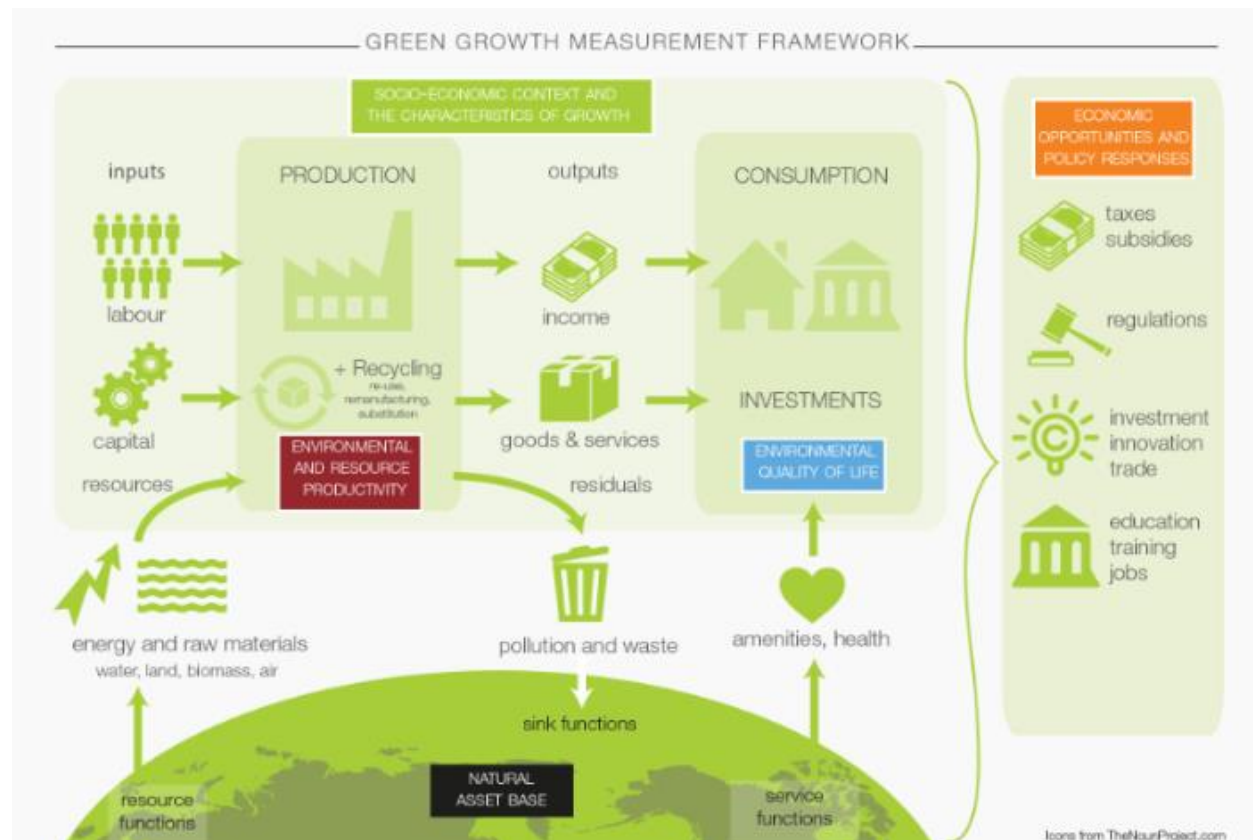 GREEN GROWTH MEASUREMENT FRAMEWORK
SOCIO-ECONOMIC CONTEXT AND
THE CHARACTERISTICS OF GROWTH
inputs
PRODUCTION
outputs
CONSUMPTION
labour
income
+ Recycling
re-use,
remanufacturing,
substitution
INVESTMENTS
capital
goods & services
resources
ENVIRONMENTAL
AND RESOURCE
PRODUCTIVITY
residuals
ENVIRONMENTAL
QUALITY OF LIFE
energy and raw materials
water, land, biomass, air
pollution and waste
amenities, health
sink functions
resource
functions
NATURAL
ASSET BASE
service
functions
ECONOMIC
OPPORTUNITIES AND
POLICY RESPONSES
taxes
subsidies
regulations
C
investment
innovation
trade
education
training
jobs
Icons from TheNounProject.com